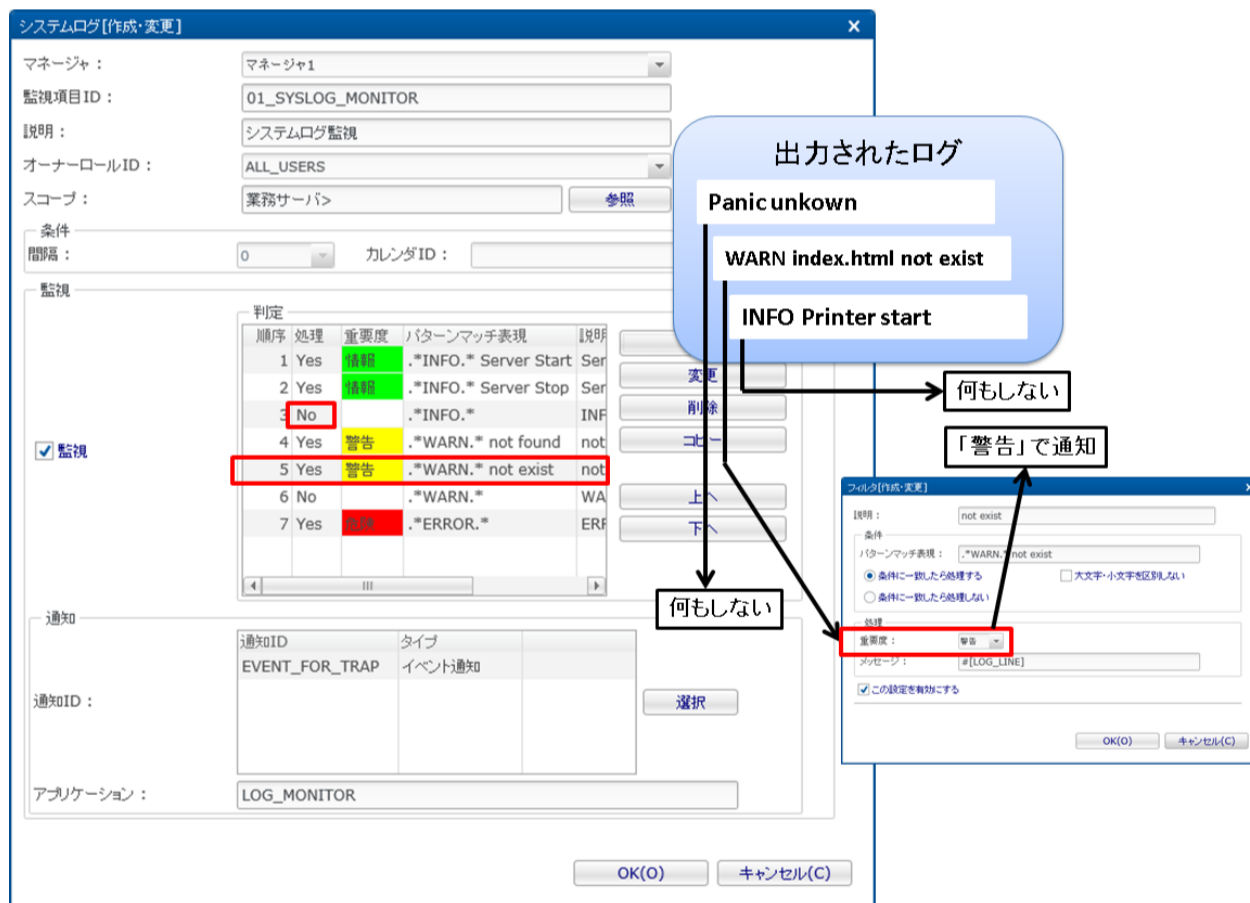 システムログ[作成・変更]
マネージャ：
マネージャ1
監視項目ID：
01_SYSLOG_MONITOR
説明：
システムログ監視
オーナーロールID：
ALL_USERS
スコープ：
業務サーバ>
参照
条件
間隔：
0
カレンダID：
監視
監視
判定
順序 処理 重要度 パターンマッチ表現 説明
1 Yes 情報 .*INFO.* Server Start Ser
2 Yes 情報 .*INFO.* Server Stop Ser
3 No .*INFO.* INF
4 Yes 警告 .*WARN.* not found not
5 Yes 警告 .*WARN.* not exist not
6 No .*WARN.* WA
7 Yes 危険 .*ERROR.* ERF
変更
削除
コピー
上へ
下へ
通知
通知ID：
通知ID タイプ
EVENT_FOR_TRAP イベント通知
選択
アプリケーション：
LOG_MONITOR
OK(O)
キャンセル(C)
出力されたログ
Panic unkown
WARN index.html not exist
INFO Printer start
何もしない
「警告」で通知
何もしない
フィルタ[作成・変更]
説明：
not exist
条件
パターンマッチ表現：
.*WARN.* not exist
条件に一致したら処理する
大文字・小文字を区別しない
条件に一致したら処理しない
処理
重要度：
警告
メッセージ：
#[LOG_LINE]
この設定を有効にする
OK(O)
キャンセル(C)